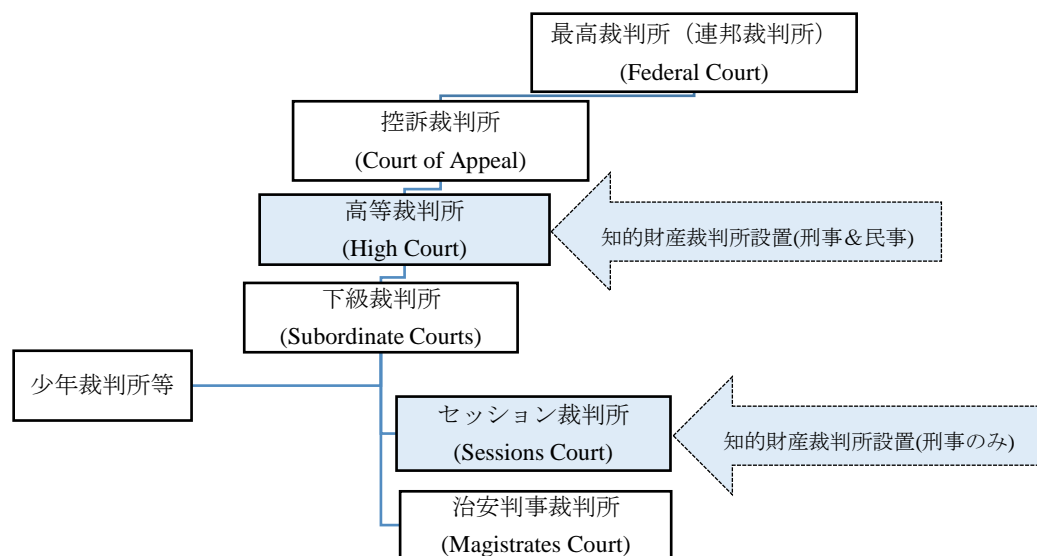 最高裁判所（連邦裁判所）
(Federal Court)
控訴裁判所
(Court of Appeal)
高等裁判所
(High Court)
知的財産裁判所設置(刑事＆民事)
下級裁判所
(Subordinate Courts)
少年裁判所等
セッション裁判所
(Sessions Court)
知的財産裁判所設置(刑事のみ)
治安判事裁判所
(Magistrates Court)